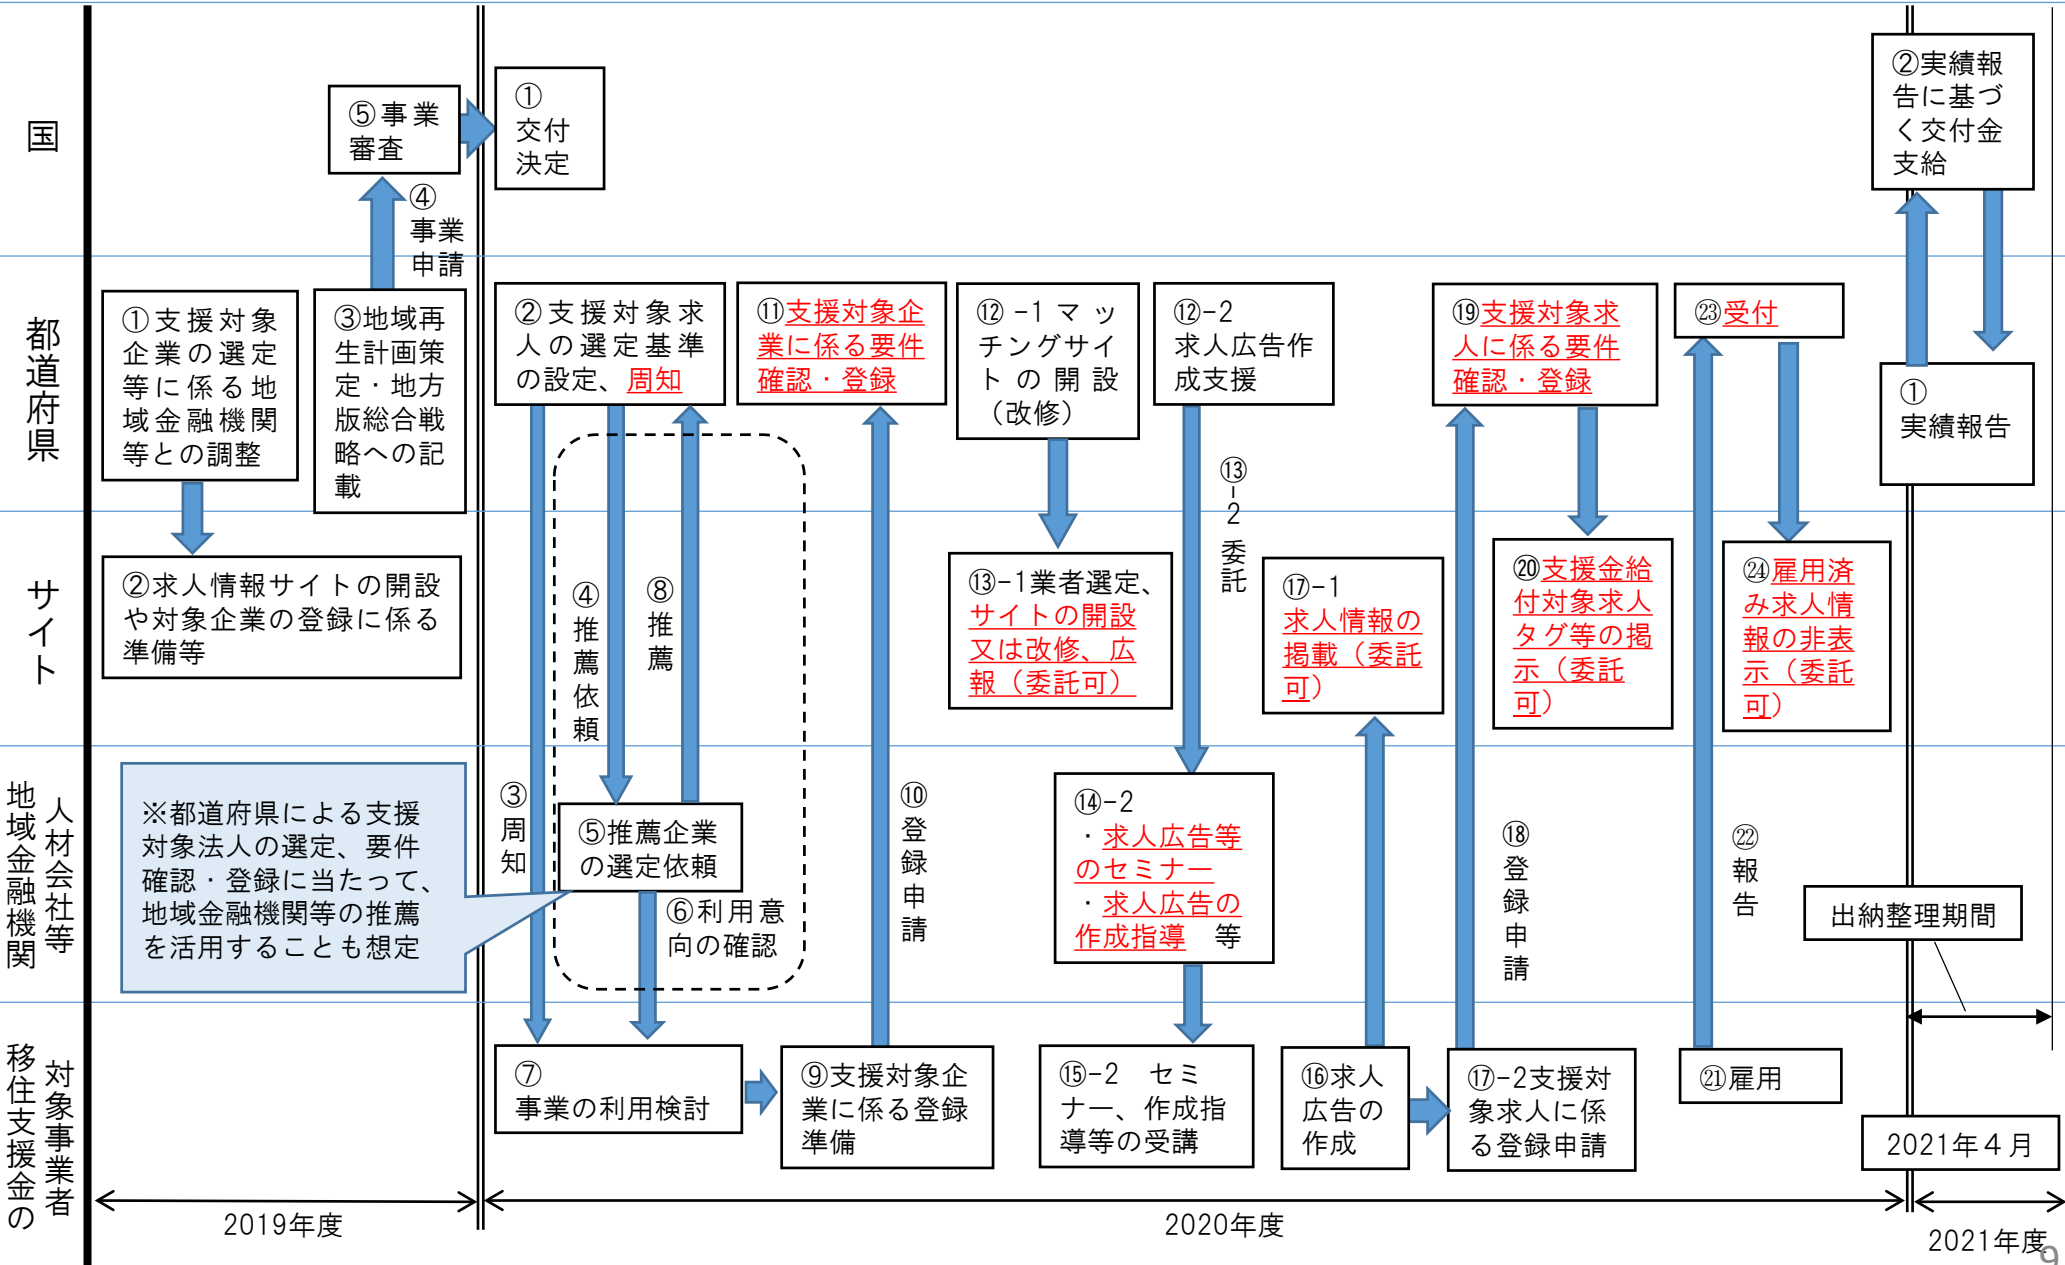 国
⑤事業
審査
①
交付
決定
②実績報
告に基づ
く交付金
支給
④
事業
申請
都道府県
①支援対象
企業の選定
等に係る地
域金融機関
等との調整
③地域再
生計画策
定・地方
版総合戦
略への記
載
②支援対象求
人の選定基準
の設定、周知
⑪支援対象企
業に係る要件
確認・登録
⑫-1マッ
チングサイ
トの開設
（改修）
⑫-2
求人広告作
成支援
⑲支援対象求
人に係る要件
確認・登録
㉓受付
①
実績報告
サイト
②求人情報サイトの開設
や対象企業の登録に係る
準備等
④推薦依頼
⑧推薦
⑬-1業者選定、
サイトの開設
又は改修、広
報（委託可）
⑬-2 委託
⑰-1
求人情報の
掲載（委託
可）
⑳支援金給
付対象求人
タグ等の掲
示（委託
可）
㉔雇用済
み求人情
報の非表
示（委託
可）
人材会社等
地域金融機関
※都道府県による支援
対象法人の選定、要件
確認・登録に当たって、
地域金融機関等の推薦
を活用することも想定
③周知
⑤推薦企業
の選定依頼
⑥利用意
向の確認
⑩登録申請
⑭-2
・求人広告等
のセミナー
・求人広告の
作成指導　等
⑱登録申請
㉒報告
出納整理期間
対象事業者
移住支援金の
⑦
事業の利用検討
⑨支援対象企
業に係る登録
準備
⑮-2　セミ
ナー、作成指
導等の受講
⑯求人
広告の
作成
⑰-2支援対
象求人に係
る登録申請
㉑雇用
2021年４月
2019年度
2020年度
2021年度
9